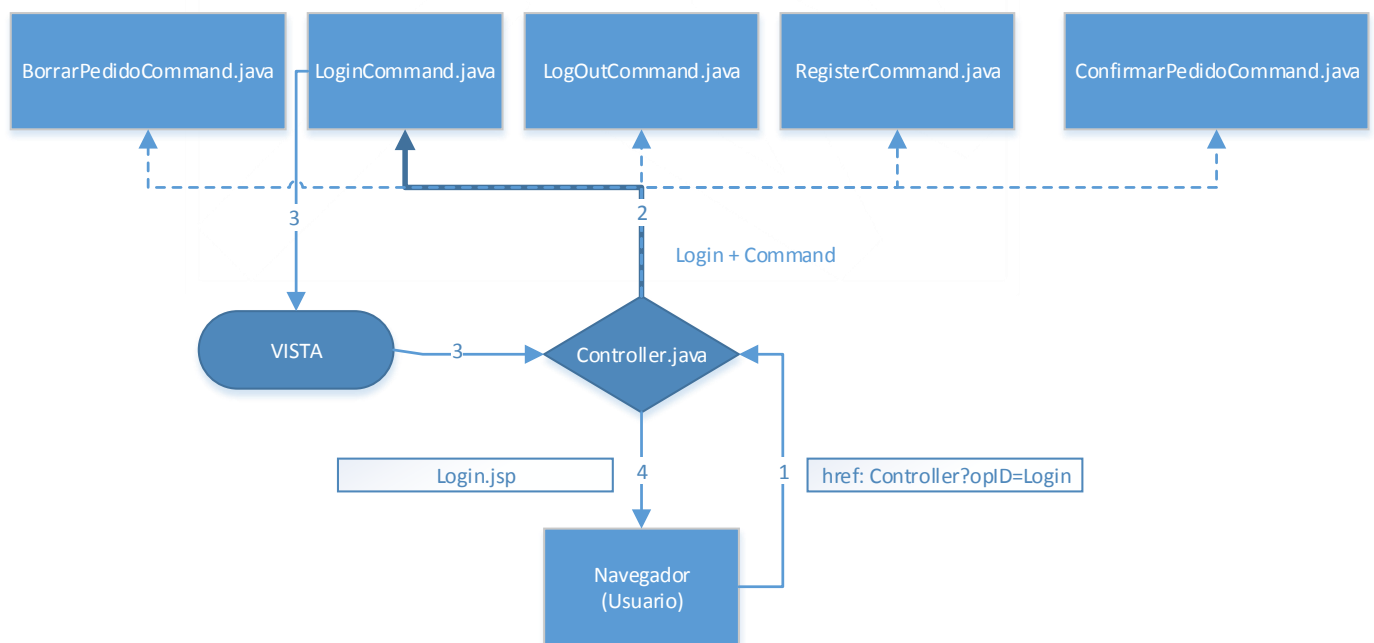 BorrarPedidoCommand.java
LoginCommand.java
LogOutCommand.java
RegisterCommand.java
ConfirmarPedidoCommand.java
3
2
Login + Command
VISTA
3
Controller.java
Login.jsp
4
1
href: Controller?opID=Login
Navegador
(Usuario)